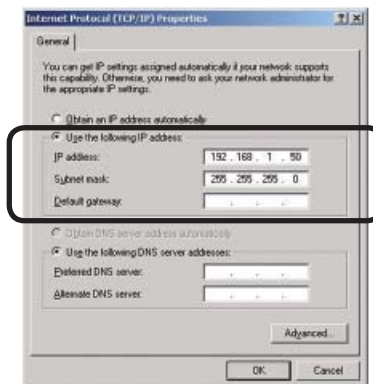 Internet Protocol (TCP/IP) Properties
General
You can get IP settings assigned automatically if your network supports
this capability. Otherwise, you need to ask your network administrator for
the appropriate IP settings.
Obtain an IP address automatically
Use the following IP address:
IP address: 192 . 168 . 1 . 50
Subnet mask: 255 . 255 . 255 . 0
Default gateway: . . .
Obtain DNS server address automatically
Use the following DNS server addresses:
Preferred DNS server: . . .
Alternate DNS server: . . .
Advanced...
OK Cancel